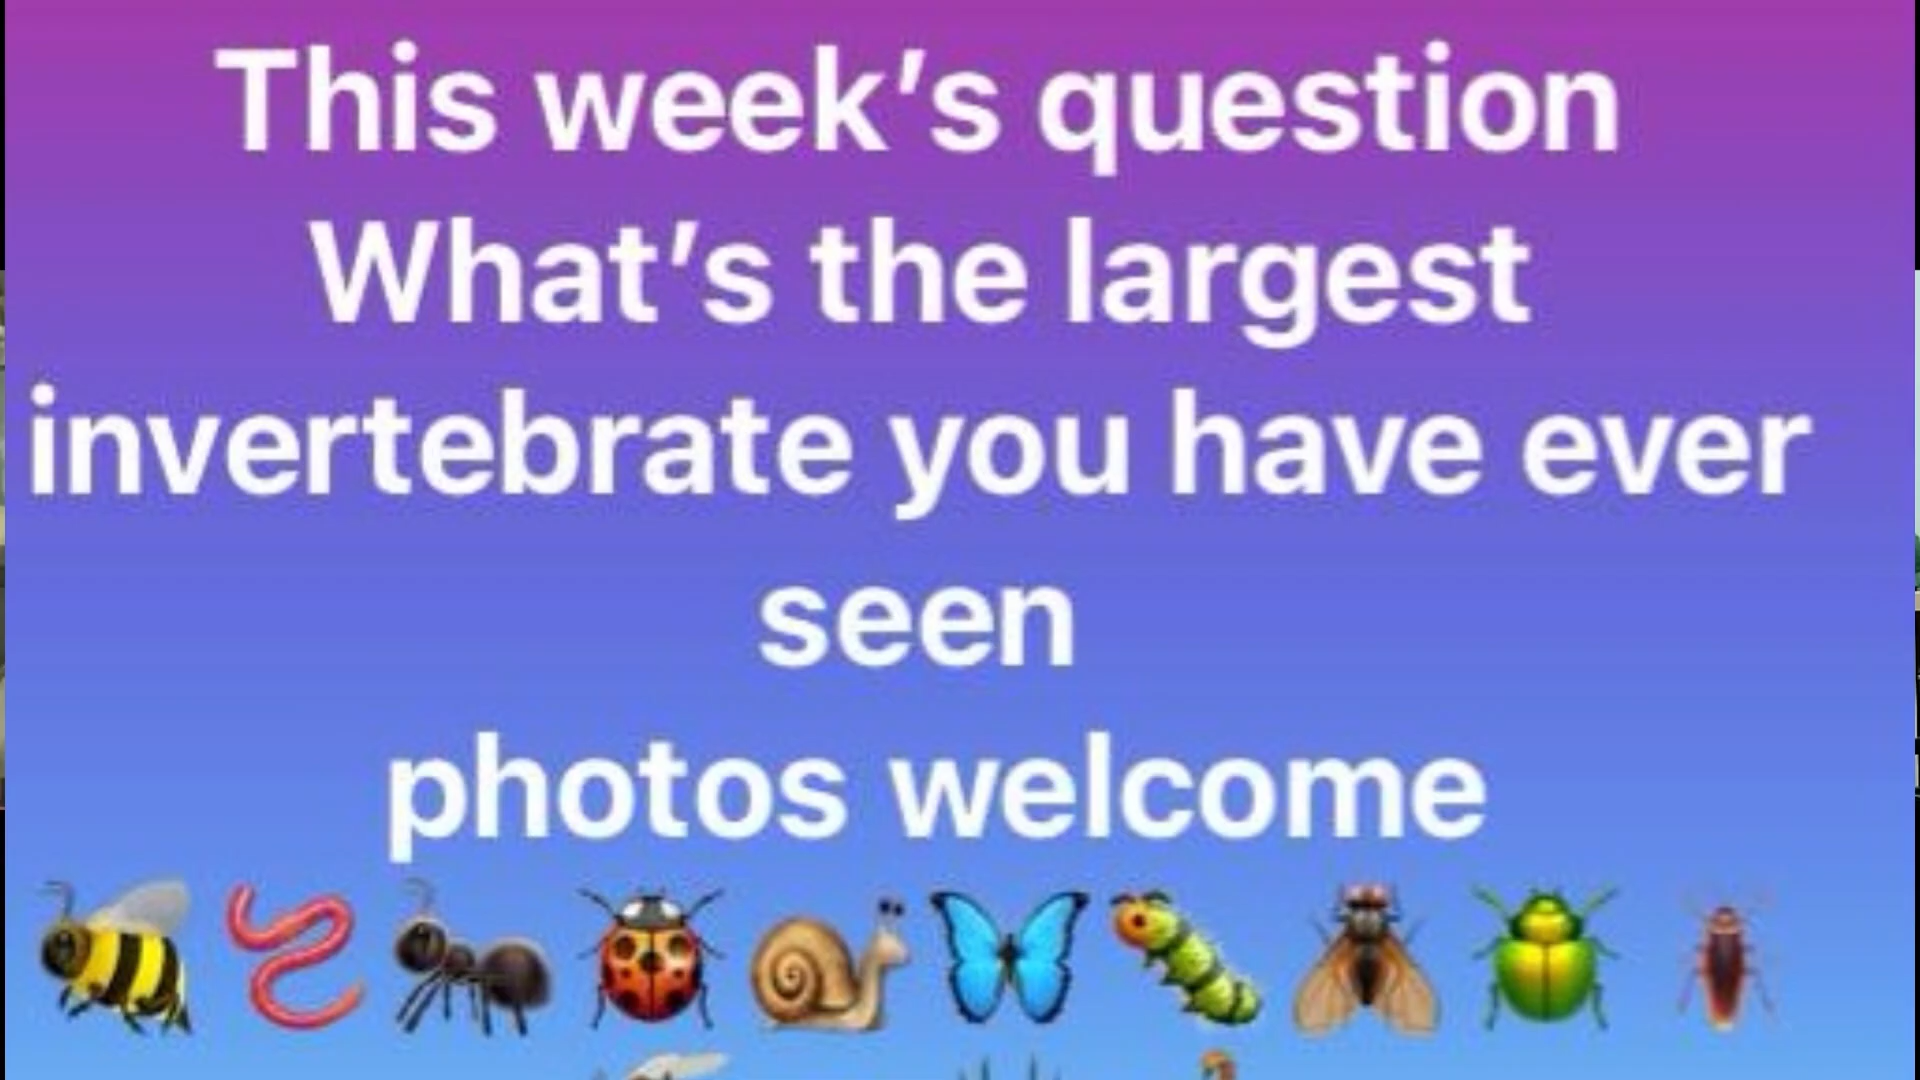 This week’s question
What’s the largest
invertebrate you have ever
seen
photos welcome